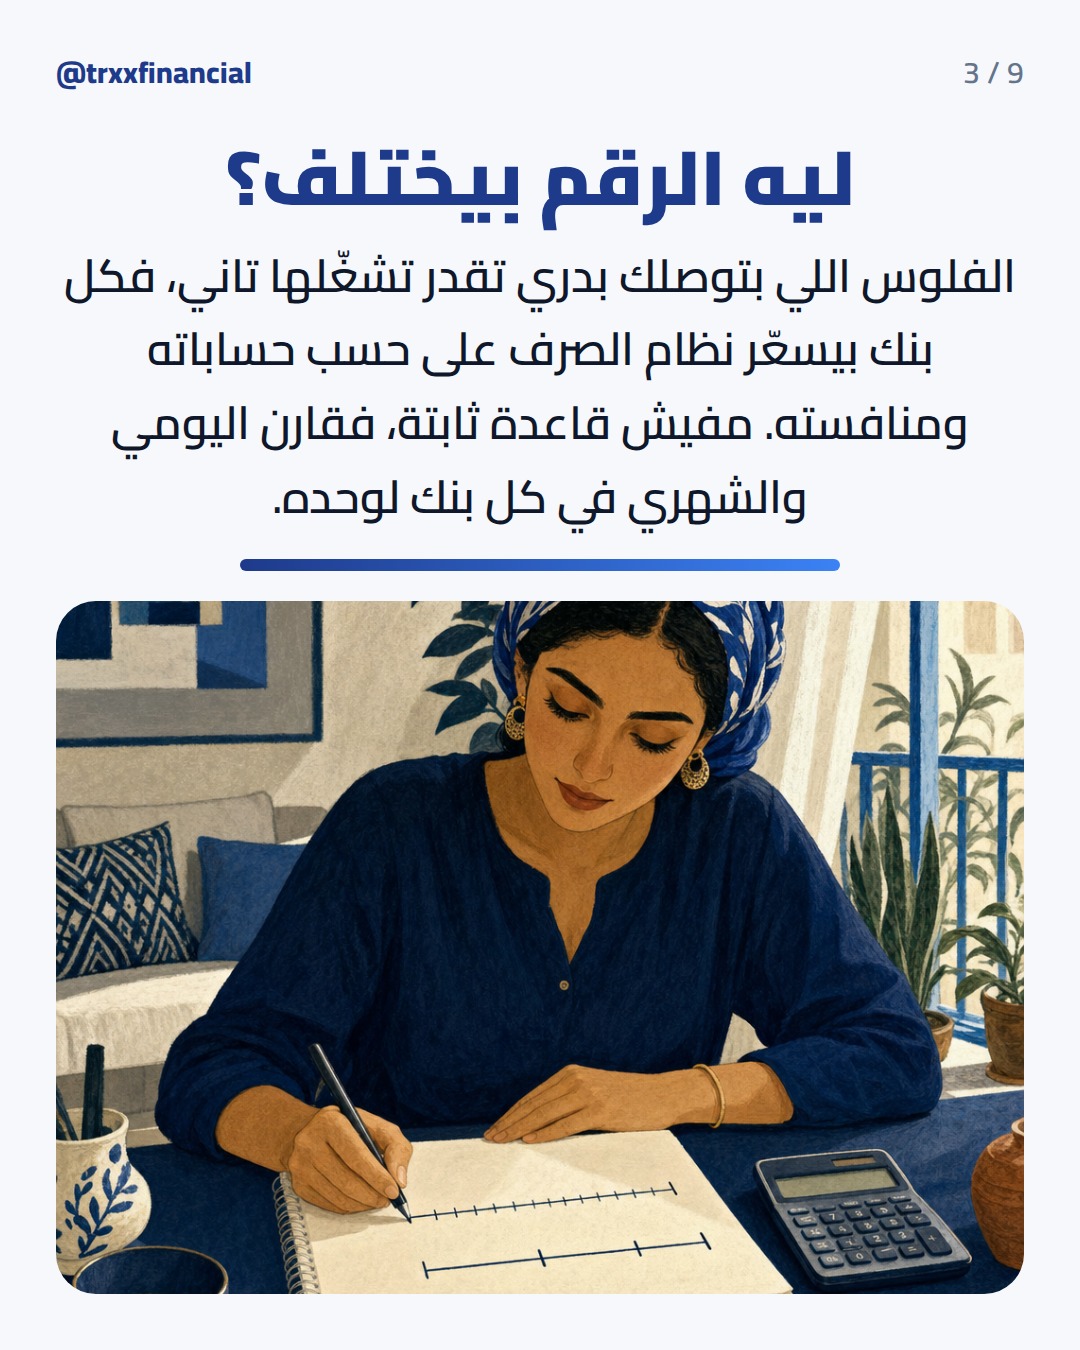 @trxxfinancial
3 / 9
ليه الرقم بيختلف؟
الفلوس اللي بتوصلك بدري تقدر تشغّلها تاني، فكل
بنك بيسعّر نظام الصرف على حسب حساباته
ومنافسته. مفيش قاعدة ثابتة، فقارن اليومي
والشهري في كل بنك لوحده.